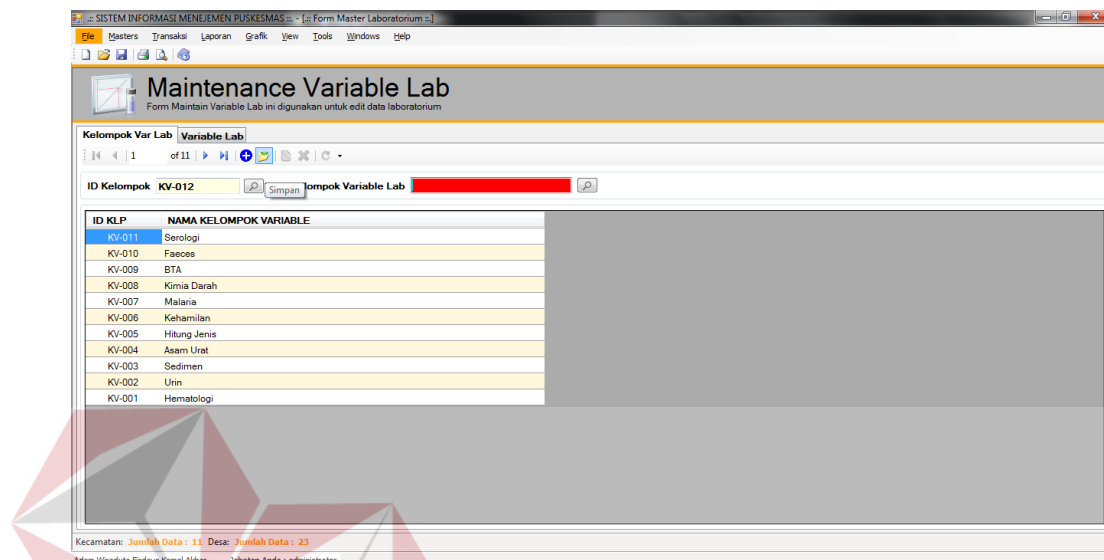 .:: SISTEM INFORMASI MENEJEMEN PUSKESMAS ::. - [.:: Form Master Laboratorium ::.]
File Masters Transaksi Laporan Grafik View Tools Windows Help
Maintenance Variable Lab
Form Maintain Variable Lab ini digunakan untuk edit data laboratorium
Kelompok Var Lab Variable Lab
1 of 11
ID Kelompok KV-012 Simpan lompok Variable Lab
ID KLP NAMA KELOMPOK VARIABLE
KV-011 Serologi
KV-010 Faeces
KV-009 BTA
KV-008 Kimia Darah
KV-007 Malaria
KV-006 Kehamilan
KV-005 Hitung Jenis
KV-004 Asam Urat
KV-003 Sedimen
KV-002 Urin
KV-001 Hematologi
Kecamatan: Jumlah Data : 11 Desa: Jumlah Data : 23
Jabatan Anda : administrator